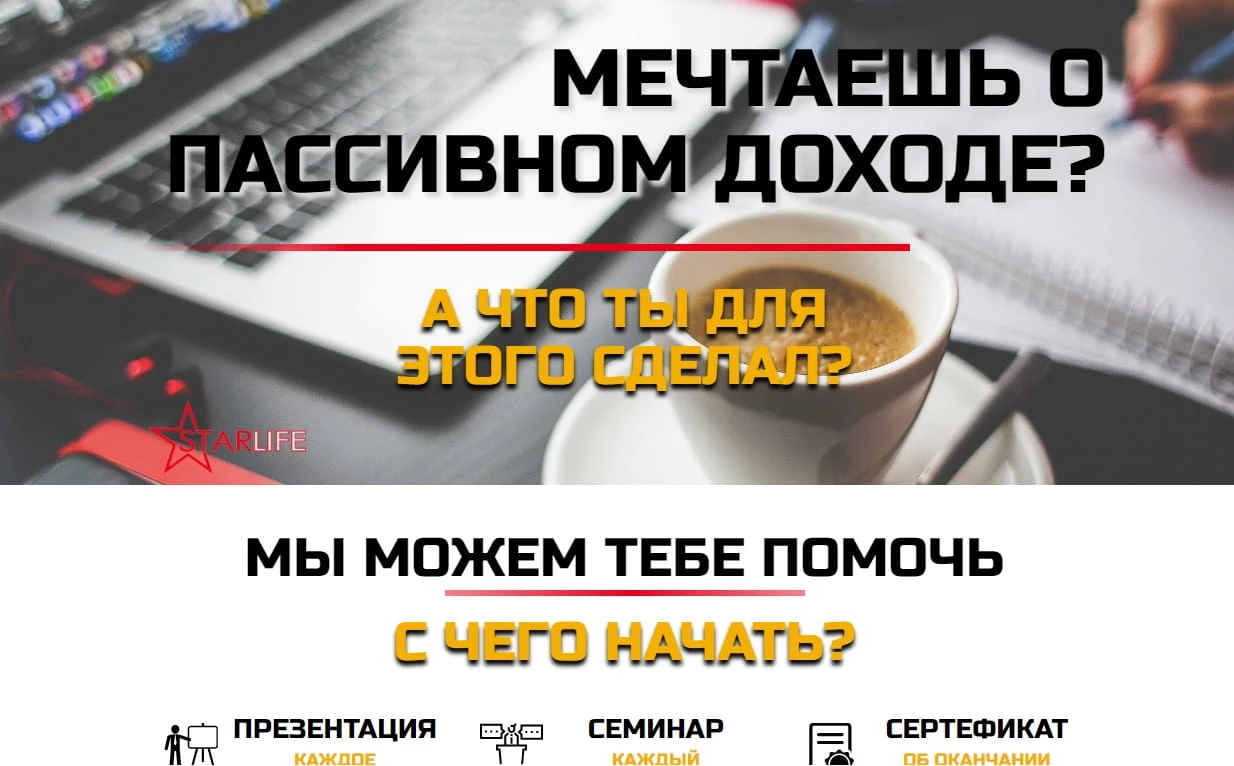 МЕЧТАЕШЬ О
ПАССИВНОМ ДОХОДЕ?
А ЧТО ТЫ ДЛЯ
ЭТОГО СДЕЛАЛ?
STARLIFE
МЫ МОЖЕМ ТЕБЕ ПОМОЧЬ
С ЧЕГО НАЧАТЬ?
ПРЕЗЕНТАЦИЯ
КАЖДОЕ
СЕМИНАР
КАЖДЫЙ
СЕРТЕФИКАТ
ОБ ОКАНЧАНИИ